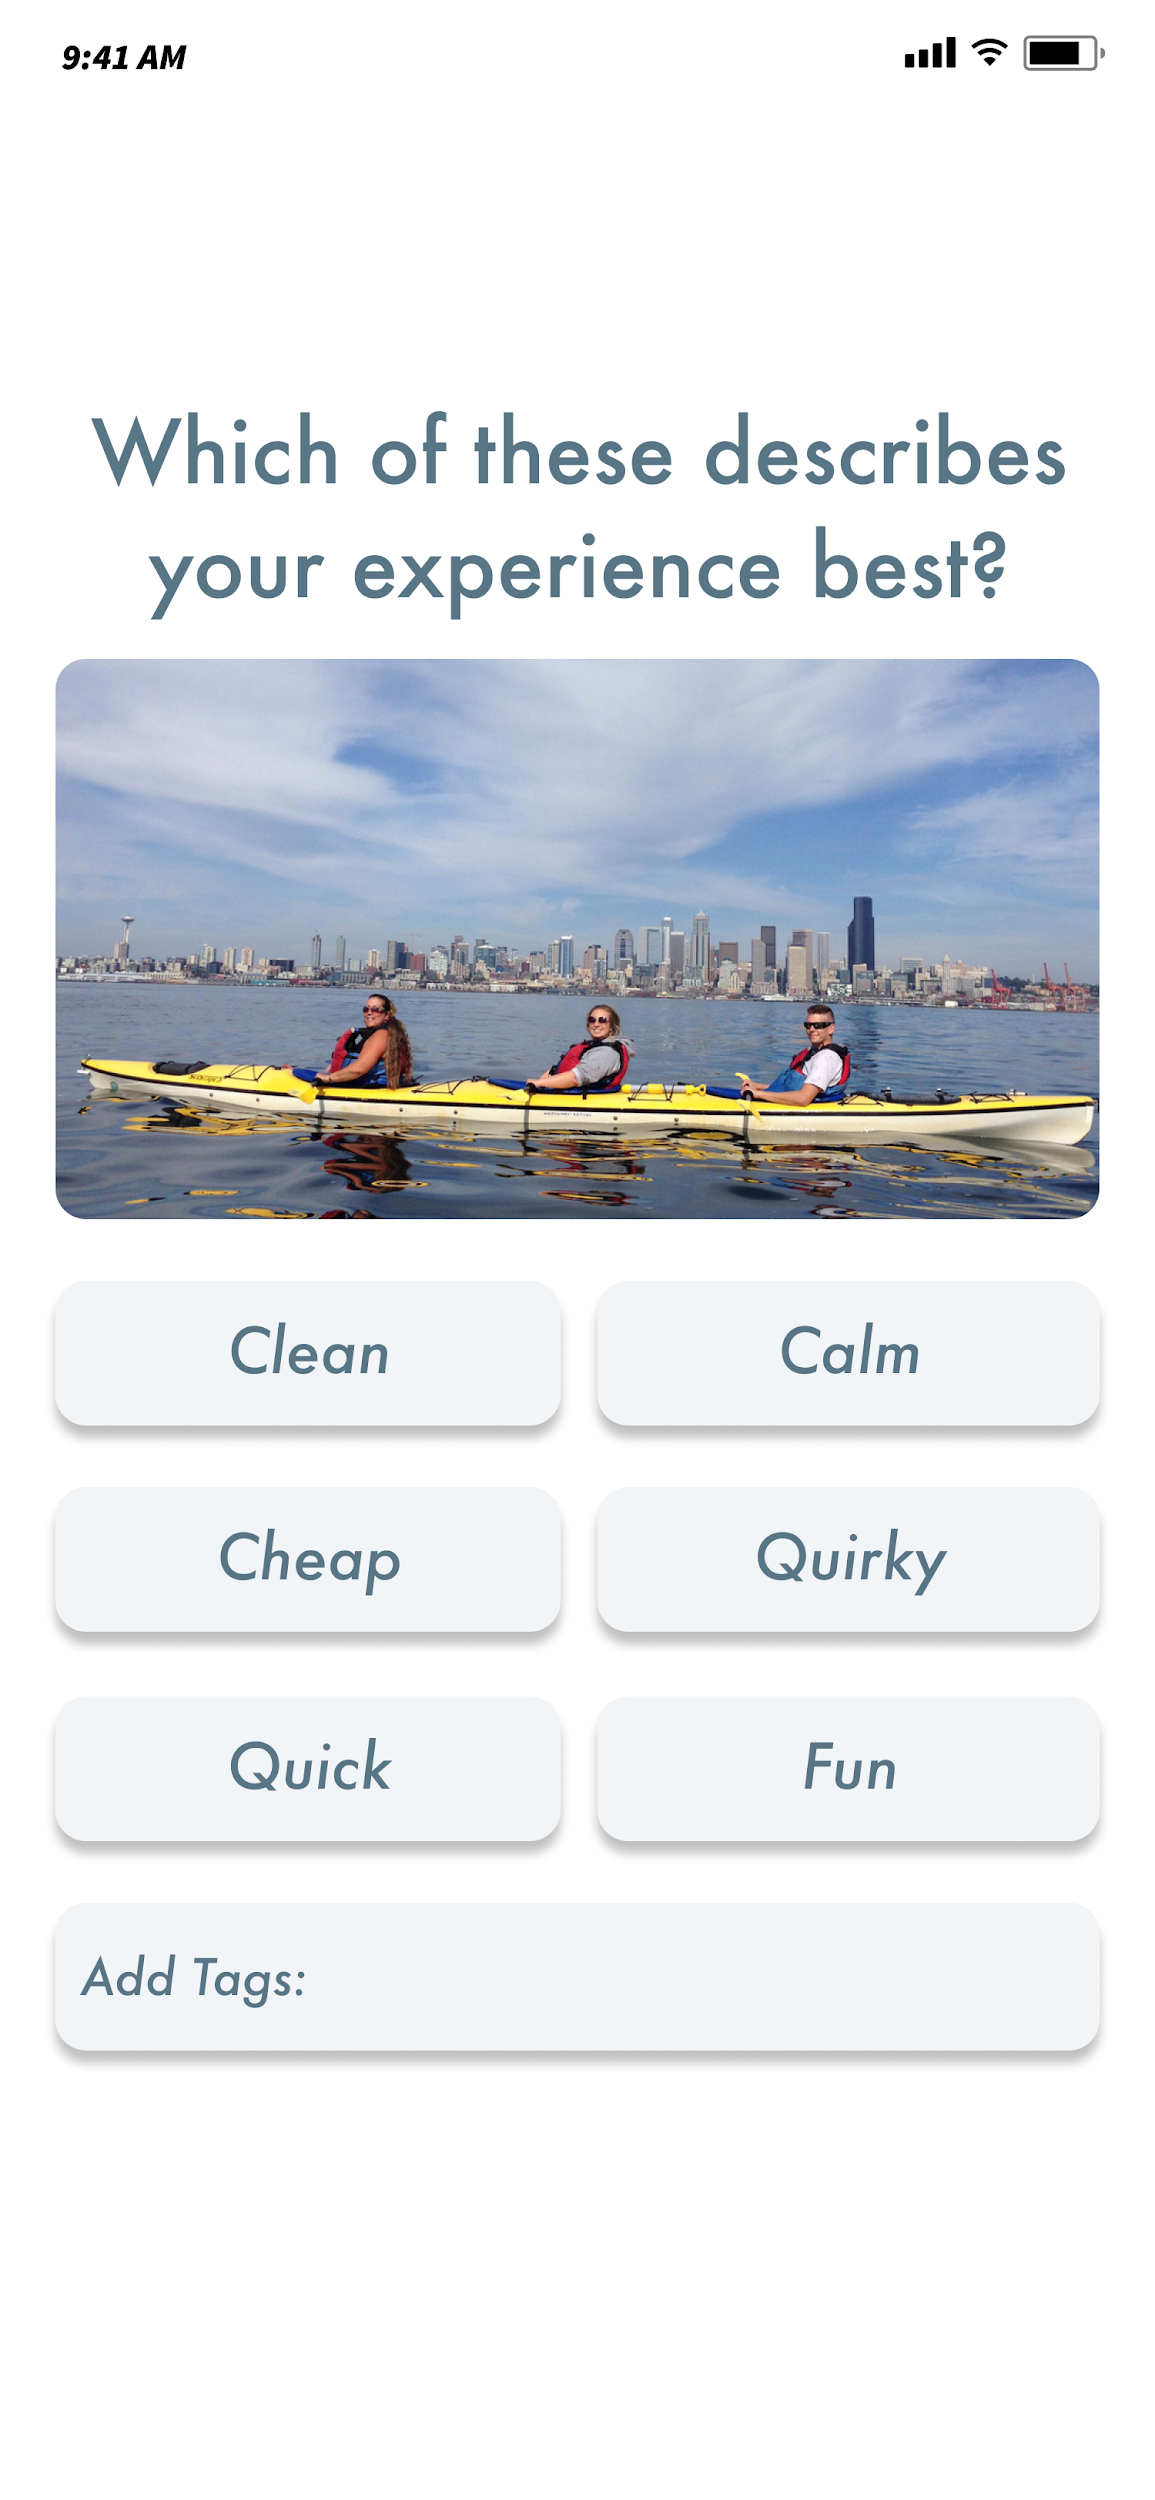 9:41 AM
Which of these describes
your experience best?
Clean
Calm
Cheap
Quirky
Quick
Fun
Add Tags: